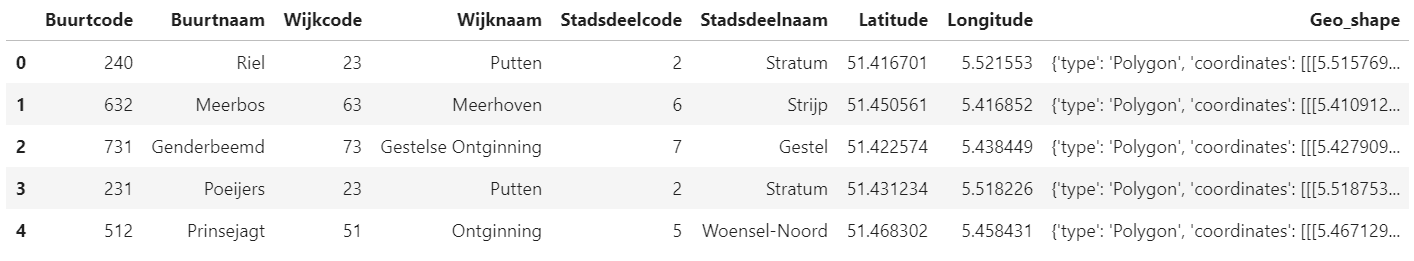 Buurtcode Buurtnaam Wijkcode Wijknaam Stadsdeelcode Stadsdeelnaam Latitude Longitude Geo_shape
0 240 Riel 23 Putten 2 Stratum 51.416701 5.521553 {'type': 'Polygon', 'coordinates': [[[5.515769...
1 632 Meerbos 63 Meerhoven 6 Strijp 51.450561 5.416852 {'type': 'Polygon', 'coordinates': [[[5.410912...
2 731 Genderbeemd 73 Gestelse Ontginning 7 Gestel 51.422574 5.438449 {'type': 'Polygon', 'coordinates': [[[5.427909...
3 231 Poeijers 23 Putten 2 Stratum 51.431234 5.518226 {'type': 'Polygon', 'coordinates': [[[5.518753...
4 512 Prinsejagt 51 Ontginning 5 Woensel-Noord 51.468302 5.458431 {'type': 'Polygon', 'coordinates': [[[5.467129...